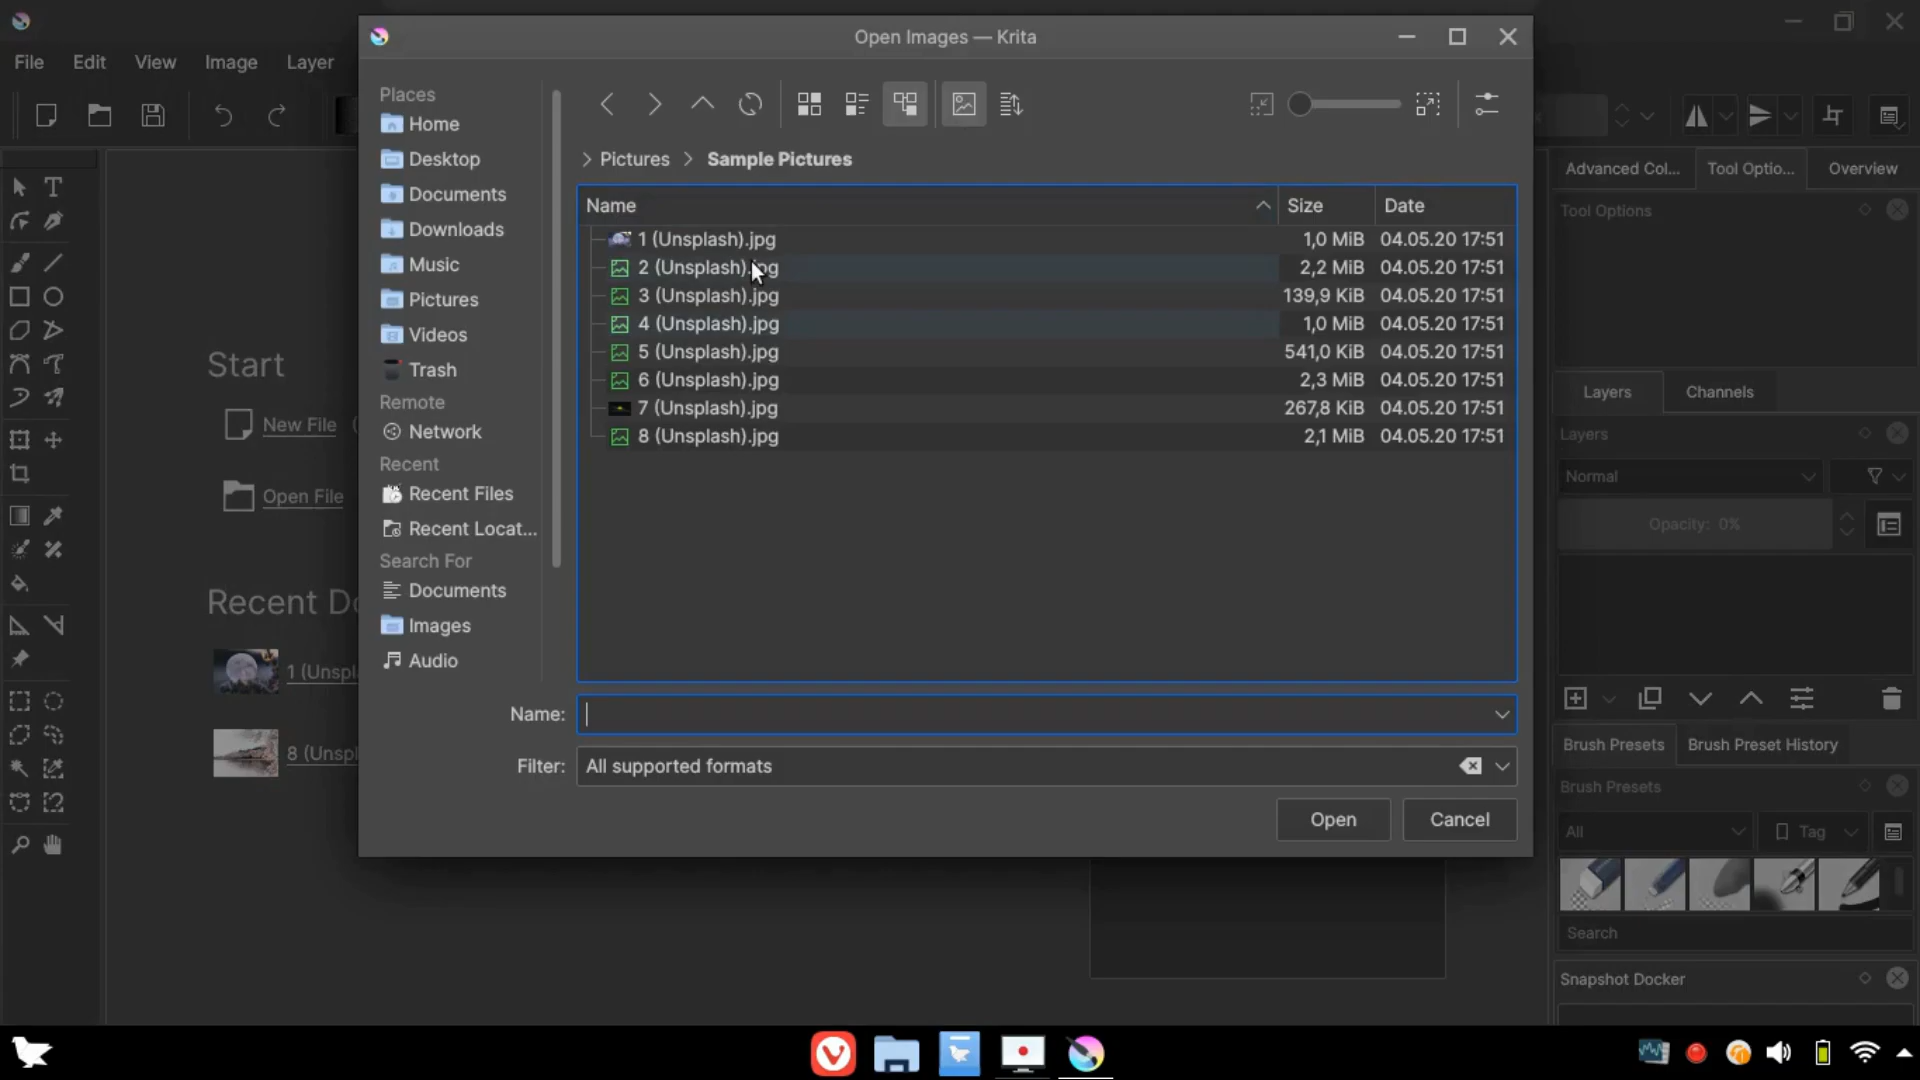 Open Images — Krita
File Edit View Image Layer
Places
Home
Desktop
Documents
Downloads
Music
Pictures
Videos
Trash
Remote
Network
Recent
Recent Files
Recent Locat...
Search For
Documents
Images
Audio
> Pictures > Sample Pictures
Name Size Date
1 (Unsplash).jpg 1,0 MiB 04.05.20 17:51
2 (Unsplash).jpg 2,2 MiB 04.05.20 17:51
3 (Unsplash).jpg 139,9 KiB 04.05.20 17:51
4 (Unsplash).jpg 1,0 MiB 04.05.20 17:51
5 (Unsplash).jpg 541,0 KiB 04.05.20 17:51
6 (Unsplash).jpg 2,3 MiB 04.05.20 17:51
7 (Unsplash).jpg 267,8 KiB 04.05.20 17:51
8 (Unsplash).jpg 2,1 MiB 04.05.20 17:51
Name:
Filter: All supported formats
Open Cancel
Start
New File (
Open File
Recent Do
1 (Unspl
8 (Unspl
Advanced Col... Tool Optio... Overview
Tool Options
Layers Channels
Layers
Normal
Opacity: 0%
Brush Presets Brush Preset History
Brush Presets
All Tag
Search
Snapshot Docker